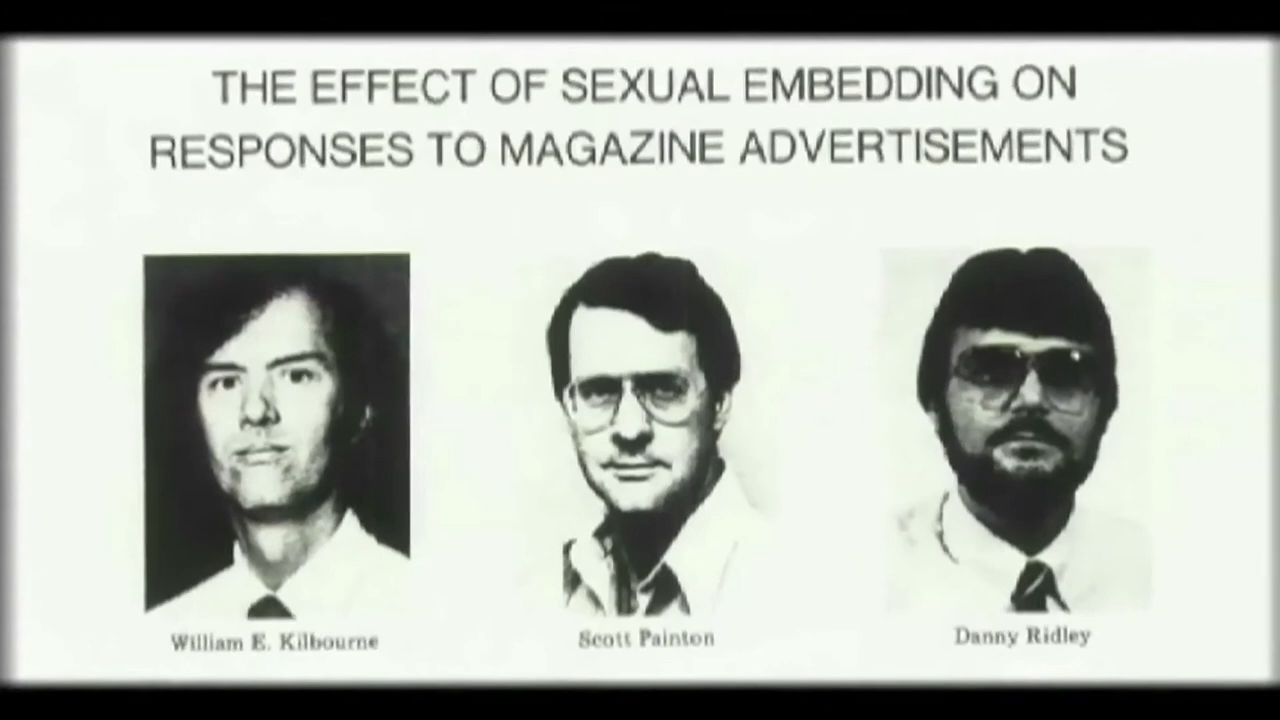 THE EFFECT OF SEXUAL EMBEDDING ON
RESPONSES TO MAGAZINE ADVERTISEMENTS
William E. Kilbourne
Scott Painton
Danny Ridley